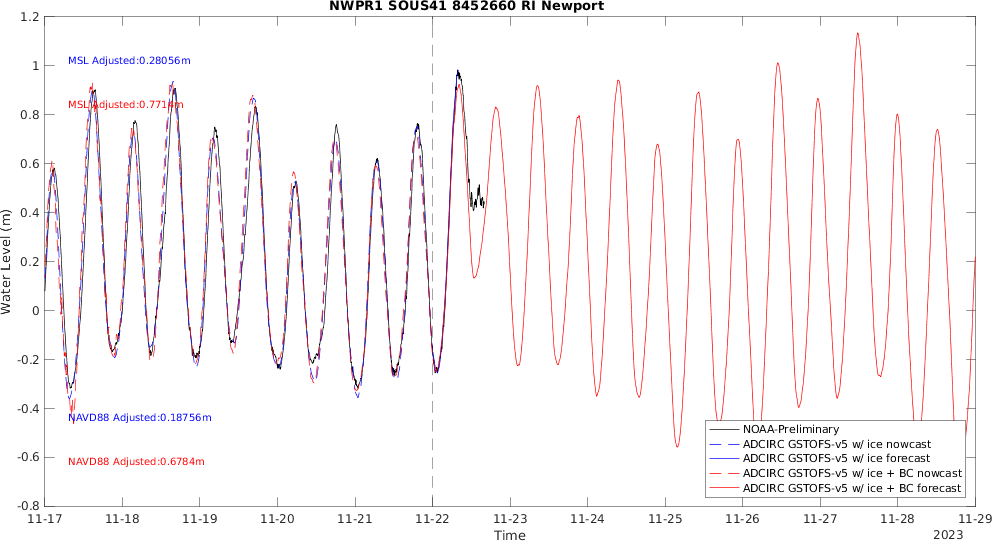 NWPR1 SOUS41 8452660 RI Newport
1.2
1
0.8
0.6
0.4
0.2
0
-0.2
-0.4
-0.6
-0.8
Water Level (m)
MSL Adjusted:0.28056m
MSL Adjusted:0.7714m
NAVD88 Adjusted:0.18756m
NAVD88 Adjusted:0.6784m
NOAA-Preliminary
ADCIRC GSTOFS-v5 w/ ice nowcast
ADCIRC GSTOFS-v5 w/ ice forecast
ADCIRC GSTOFS-v5 w/ ice + BC nowcast
ADCIRC GSTOFS-v5 w/ ice + BC forecast
11-17 11-18 11-19 11-20 11-21 11-22 11-23 11-24 11-25 11-26 11-27 11-28 11-29
Time
2023